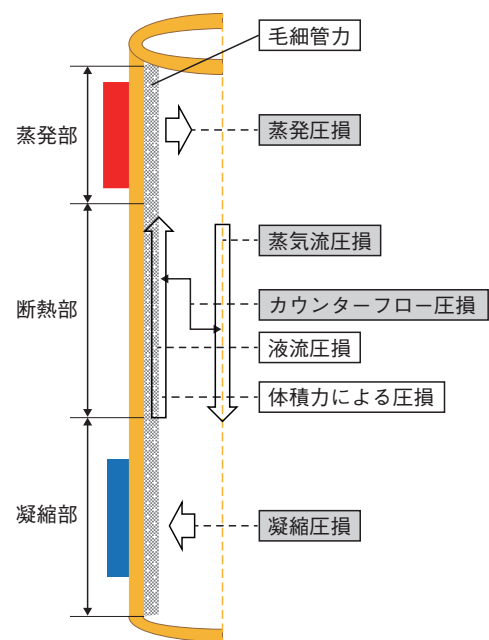 毛細管力
蒸発部
蒸発圧損
蒸気流圧損
断熱部
カウンターフロー圧損
液流圧損
体積力による圧損
凝縮部
凝縮圧損